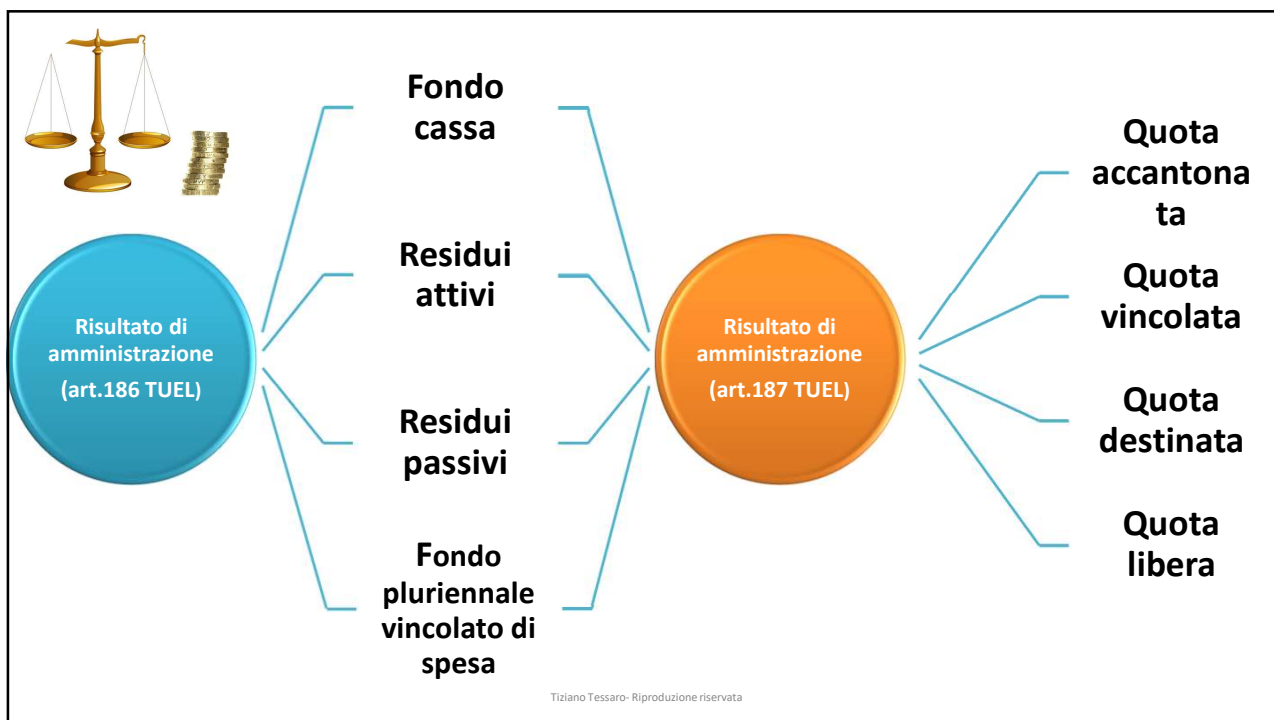 Risultato di
amministrazione
(art.186 TUEL)
Fondo
cassa
Residui
attivi
Residui
passivi
Fondo
pluriennale
vincolato di
spesa
Risultato di
amministrazione
(art.187 TUEL)
Quota
accantona
ta
Quota
vincolata
Quota
destinata
Quota
libera
Tiziano Tessaro- Riproduzione riservata